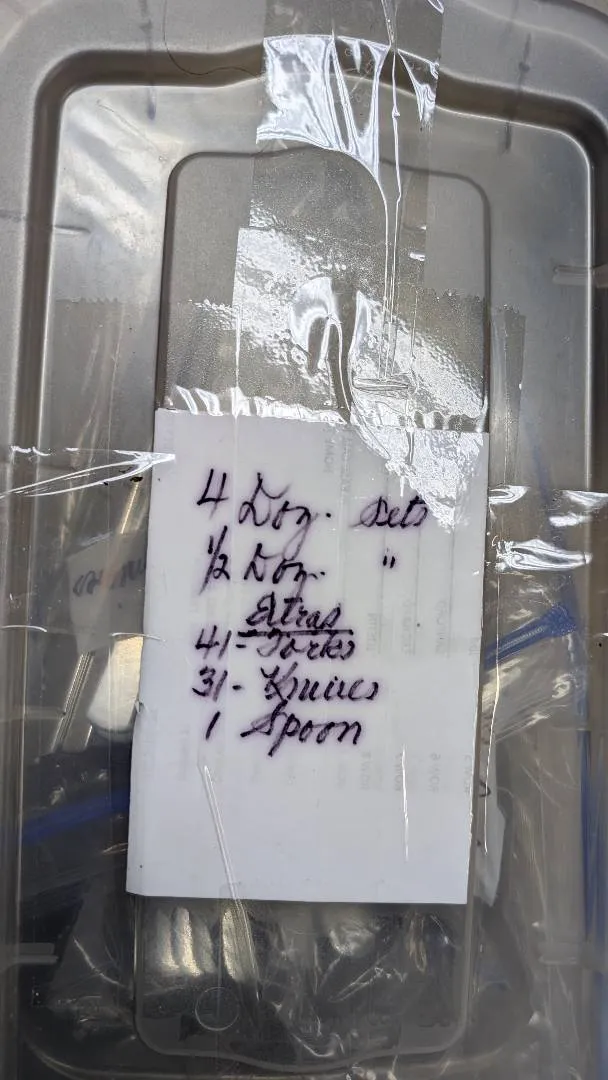 4 Doz. Sets
1/2 Doz. "
Extras
41- Forks
31- Knives
1 Spoon